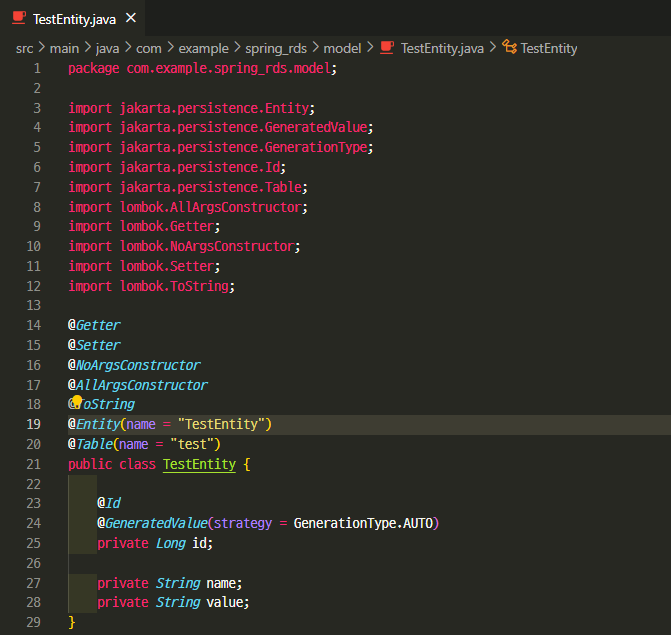 TestEntity.java
src > main > java > com > example > spring_rds > model > TestEntity.java > TestEntity
1 package com.example.spring_rds.model;
2
3 import jakarta.persistence.Entity;
4 import jakarta.persistence.GeneratedValue;
5 import jakarta.persistence.GenerationType;
6 import jakarta.persistence.Id;
7 import jakarta.persistence.Table;
8 import lombok.AllArgsConstructor;
9 import lombok.Getter;
10 import lombok.NoArgsConstructor;
11 import lombok.Setter;
12 import lombok.ToString;
13
14 @Getter
15 @Setter
16 @NoArgsConstructor
17 @AllArgsConstructor
18 @ToString
19 @Entity(name = "TestEntity")
20 @Table(name = "test")
21 public class TestEntity {
22
23 @Id
24 @GeneratedValue(strategy = GenerationType.AUTO)
25 private Long id;
26
27 private String name;
28 private String value;
29 }